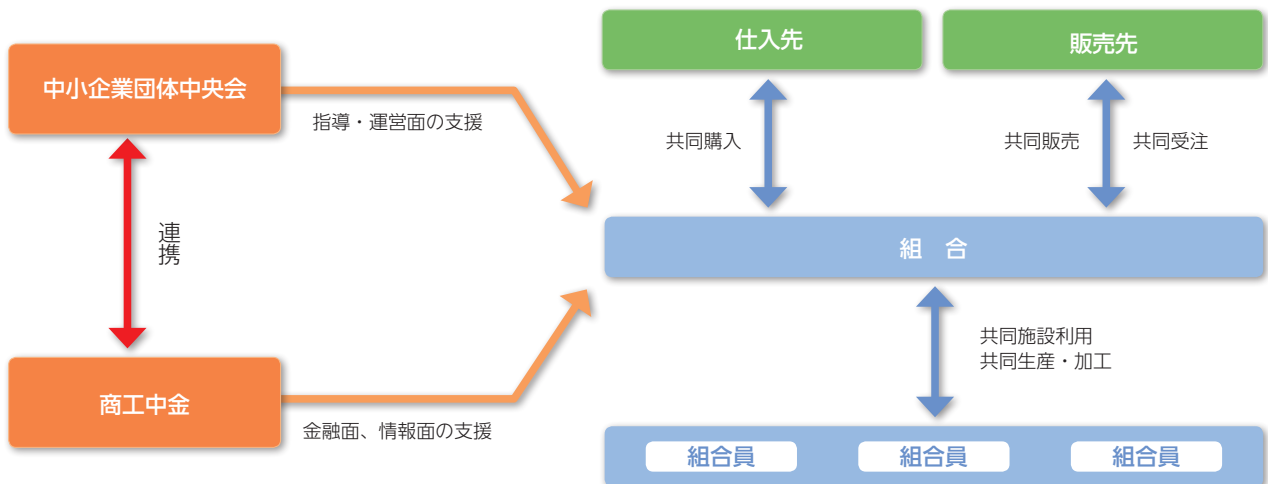 仕入先
販売先
中小企業団体中央会
指導・運営面の支援
共同購入
共同販売
共同受注
連携
組　合
共同施設利用
共同生産・加工
商工中金
金融面、情報面の支援
組合員
組合員
組合員